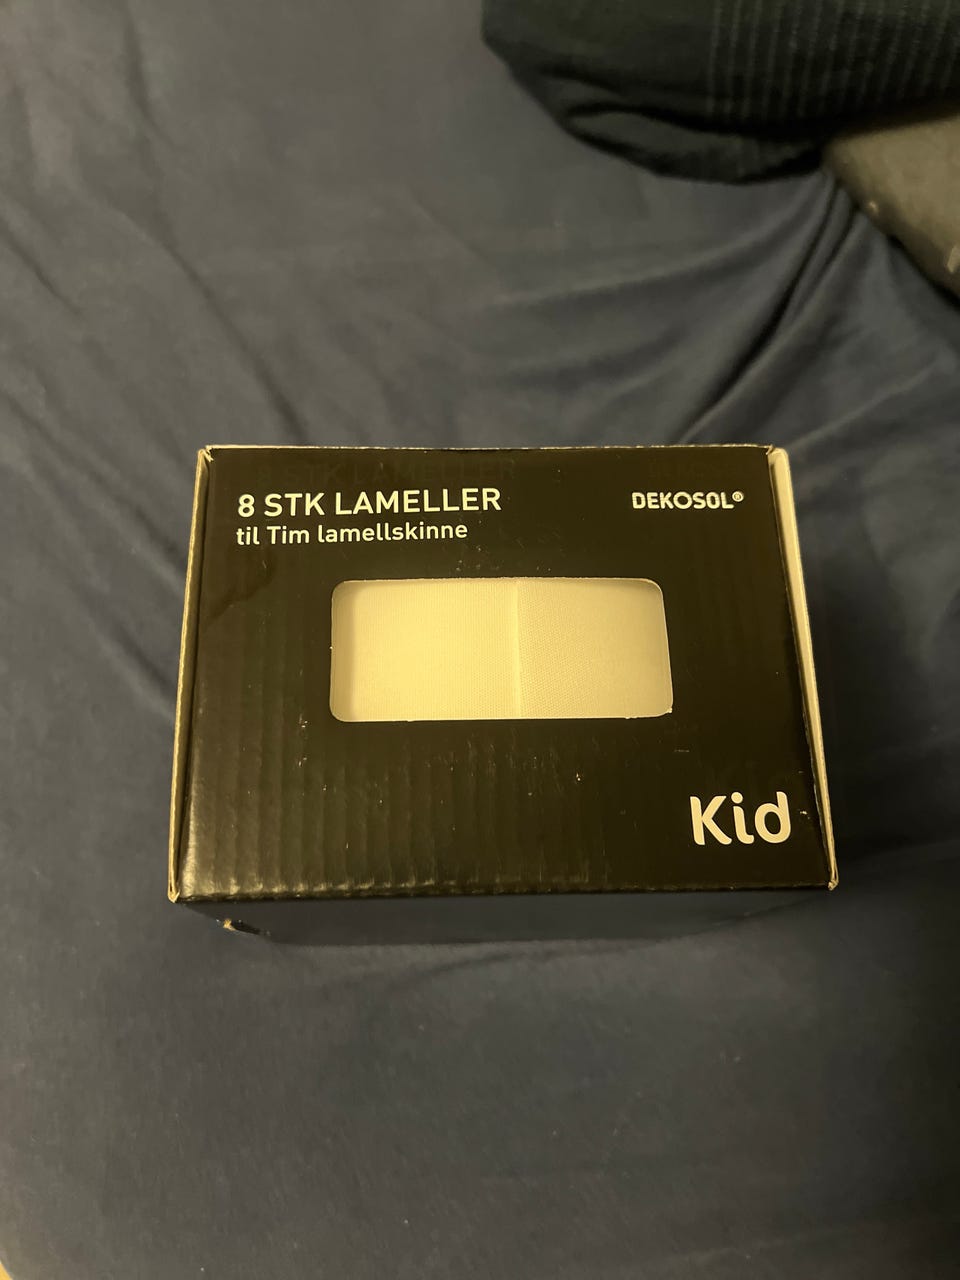 8 STK LAMELLER
til Tim lamellskinne
DEKOSOL®
Kid